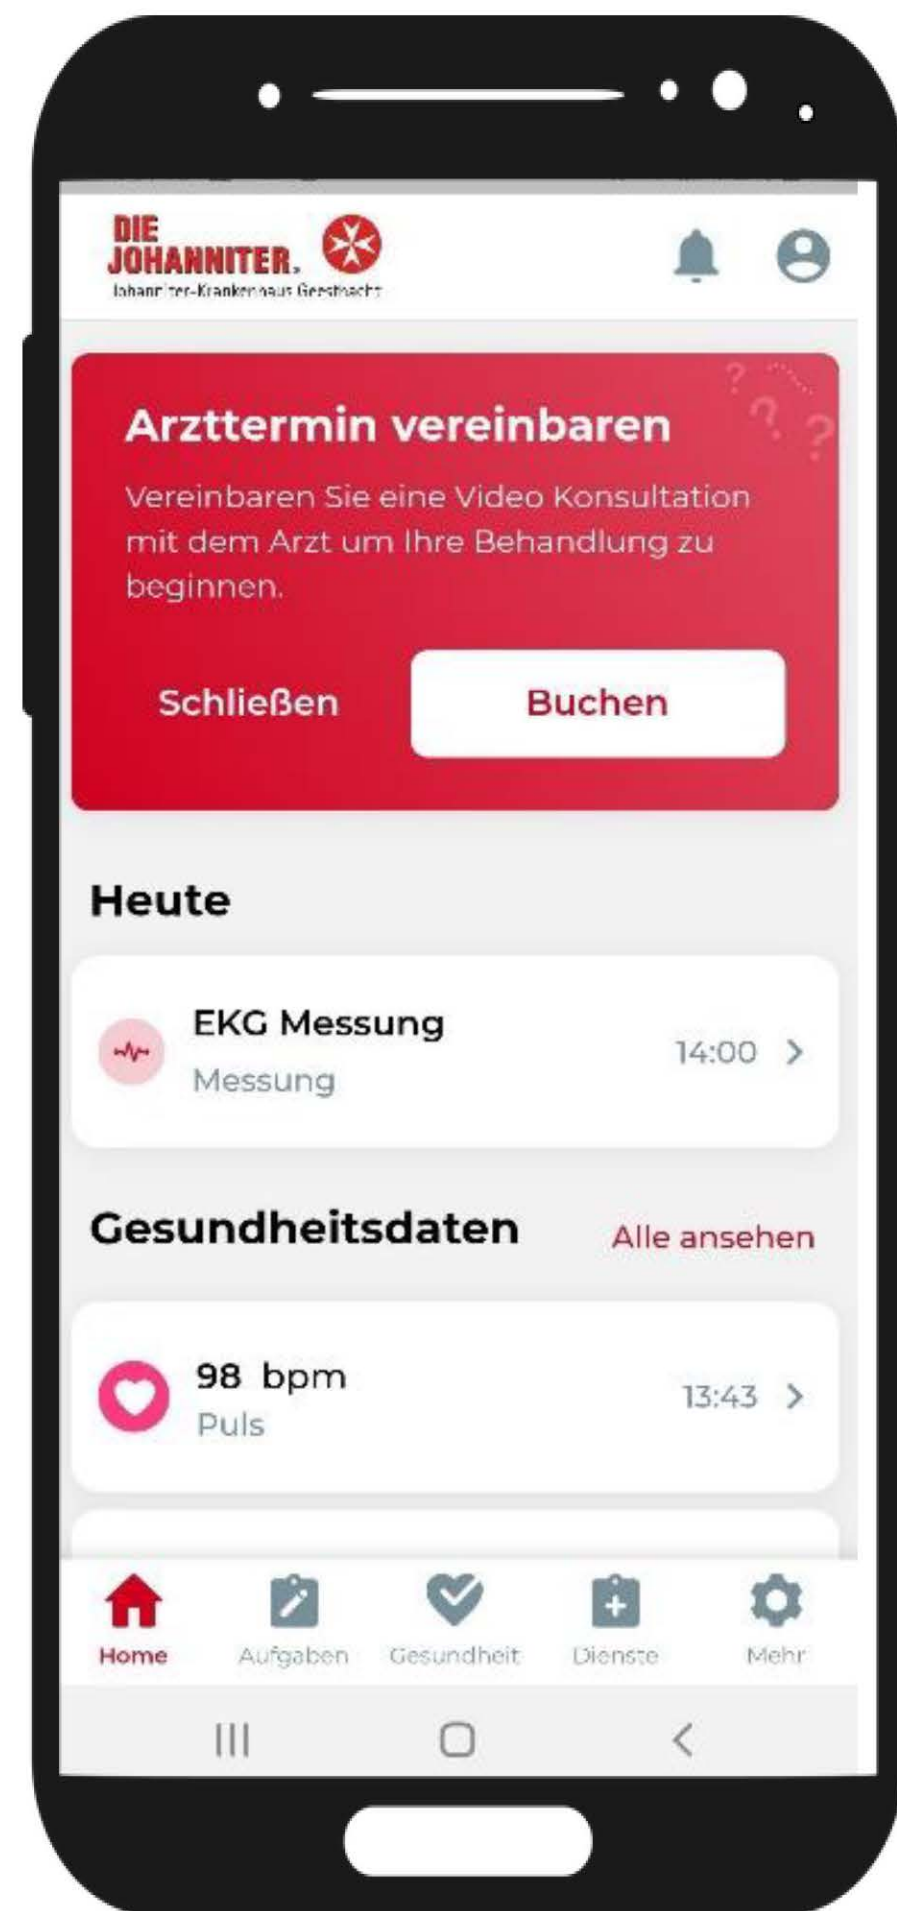 DIE
JOHANNITER.
Johanniter-Krankenhaus Geesthacht
Arzttermin vereinbaren
Vereinbaren Sie eine Video Konsultation
mit dem Arzt um Ihre Behandlung zu
beginnen.
Schließen
Buchen
Heute
EKG Messung
Messung
14:00
Gesundheitsdaten
Alle ansehen
98 bpm
Puls
13:43
Home
Aufgaben
Gesundheit
Dienste
Mehr